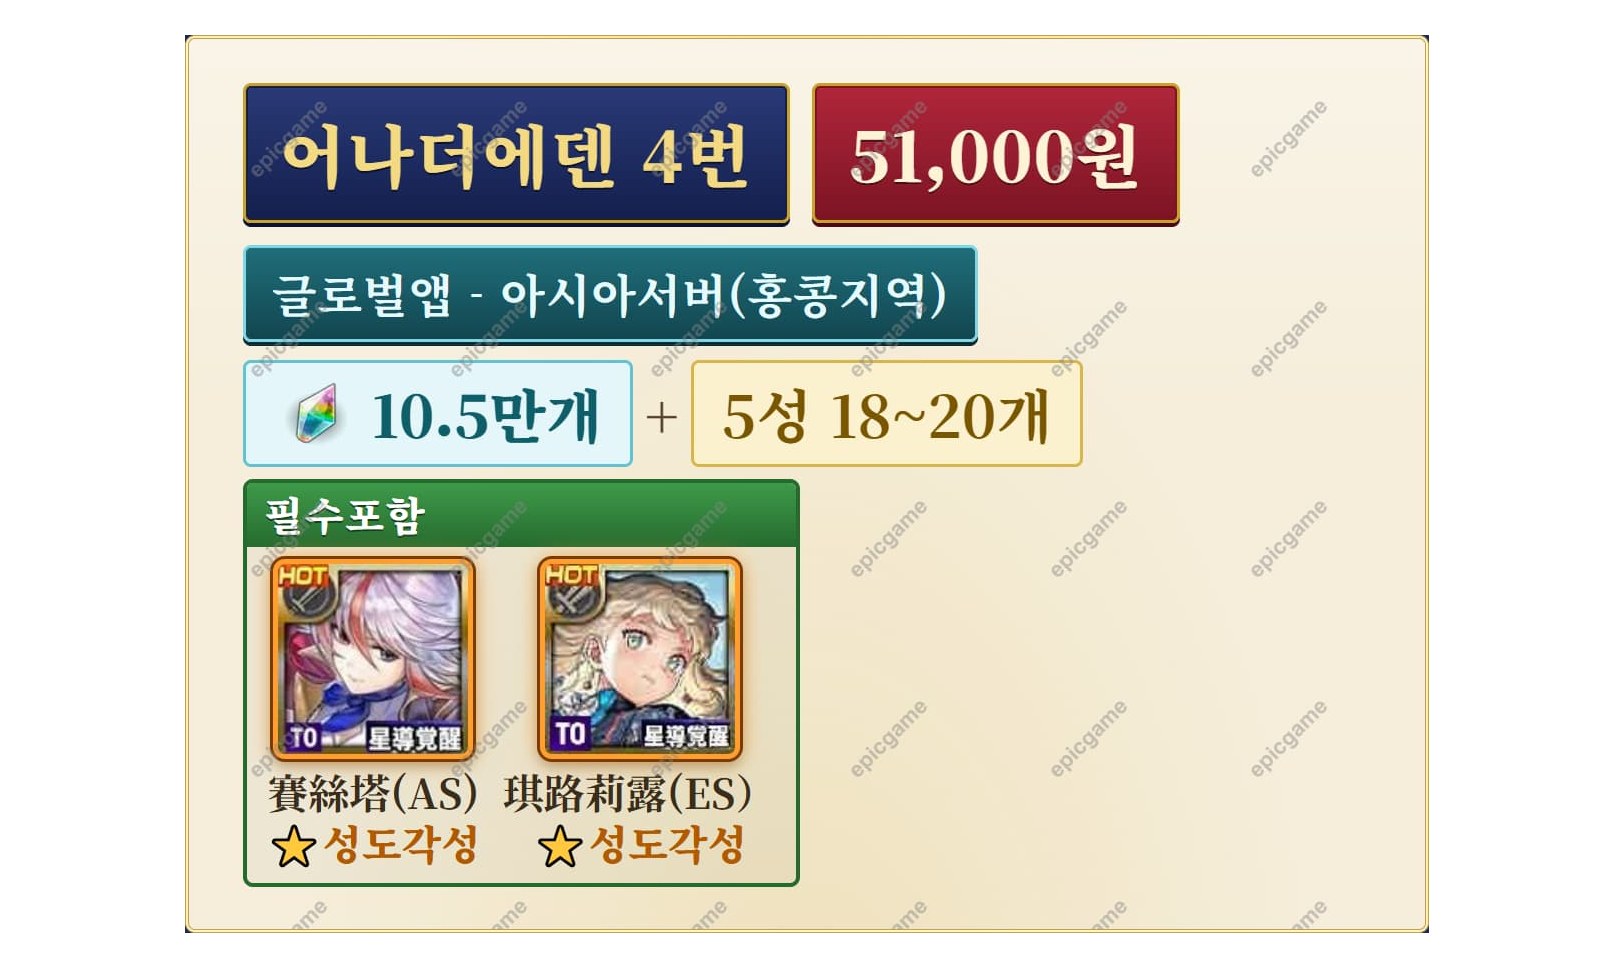 어나더에덴 4번 51,000원
글로벌앱 - 아시아서버(홍콩지역)
10.5만개 + 5성 18~20개
필수포함
HOT HOT
TO 星導覚醒 TO 星導覚醒
賽絲塔(AS) 琪路莉露(ES)
성도각성 성도각성
epicgame